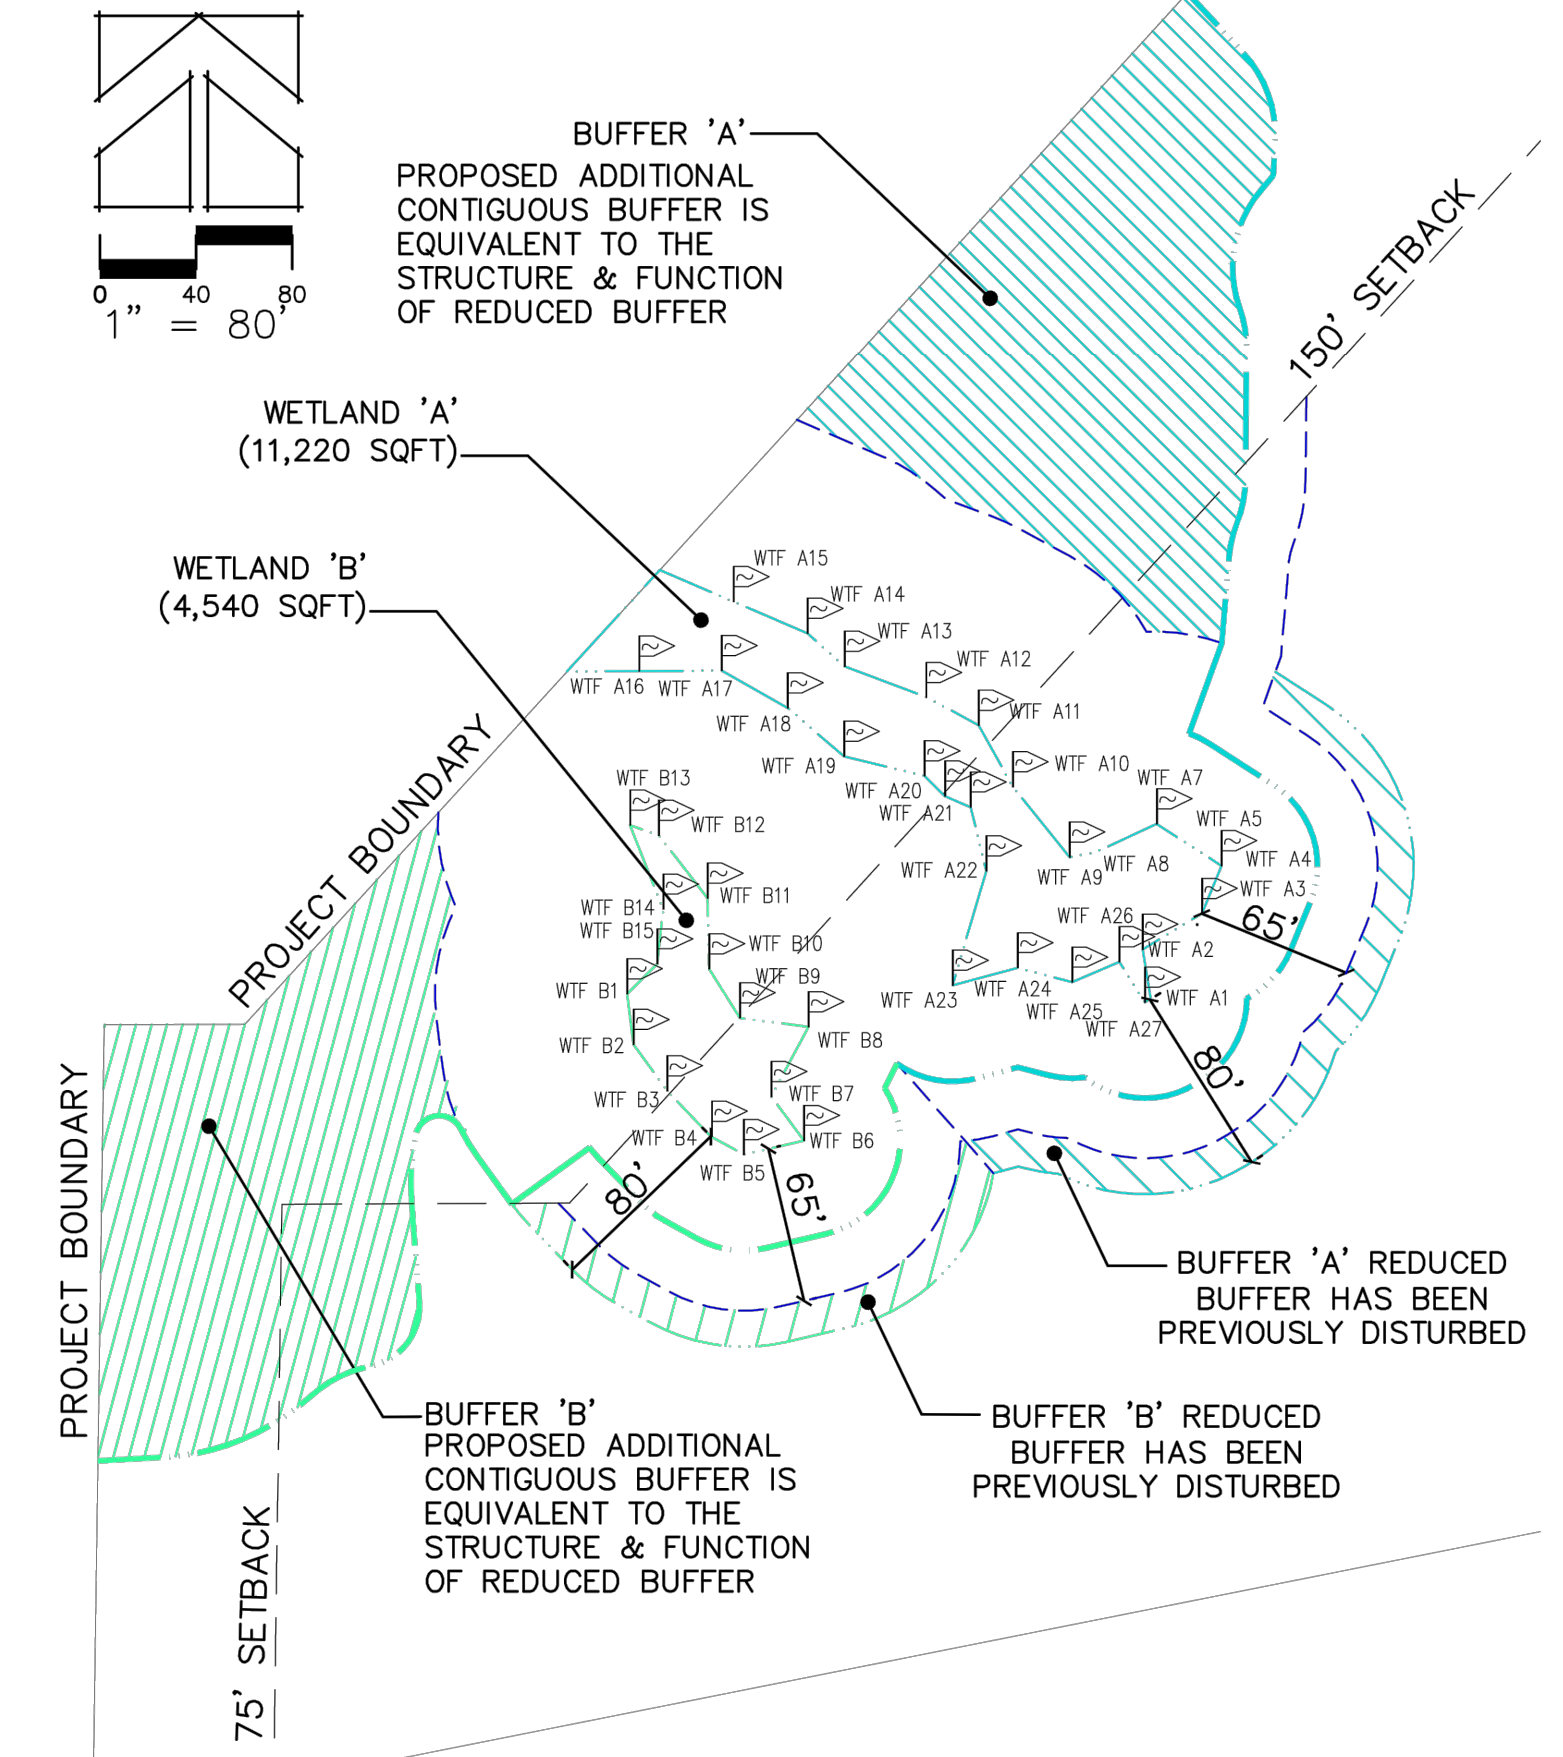 BUFFER 'A'
PROPOSED ADDITIONAL
CONTIGUOUS BUFFER IS
EQUIVALENT TO THE
STRUCTURE & FUNCTION
OF REDUCED BUFFER
0 40 80
1" = 80'
150' SETBACK
WETLAND 'A'
(11,220 SQFT)
WETLAND 'B'
(4,540 SQFT)
WTF A15
WTF A14
WTF A13
WTF A12
WTF A16
WTF A17
WTF A18
WTF A11
WTF A19
WTF A10
WTF A20
WTF A21
WTF A7
WTF A5
WTF A22
WTF A9
WTF A8
WTF A4
WTF A3
WTF A26
WTF A2
WTF A23
WTF A24
WTF A25
WTF A1
WTF A27
65'
80'
PROJECT BOUNDARY
WTF B13
WTF B12
WTF B11
WTF B14
WTF B15
WTF B10
WTF B9
WTF B1
WTF B8
WTF B2
WTF B3
WTF B7
WTF B4
WTF B6
WTF B5
80'
65'
PROJECT BOUNDARY
BUFFER 'A' REDUCED
BUFFER HAS BEEN
PREVIOUSLY DISTURBED
BUFFER 'B' REDUCED
BUFFER HAS BEEN
PREVIOUSLY DISTURBED
BUFFER 'B'
PROPOSED ADDITIONAL
CONTIGUOUS BUFFER IS
EQUIVALENT TO THE
STRUCTURE & FUNCTION
OF REDUCED BUFFER
75' SETBACK